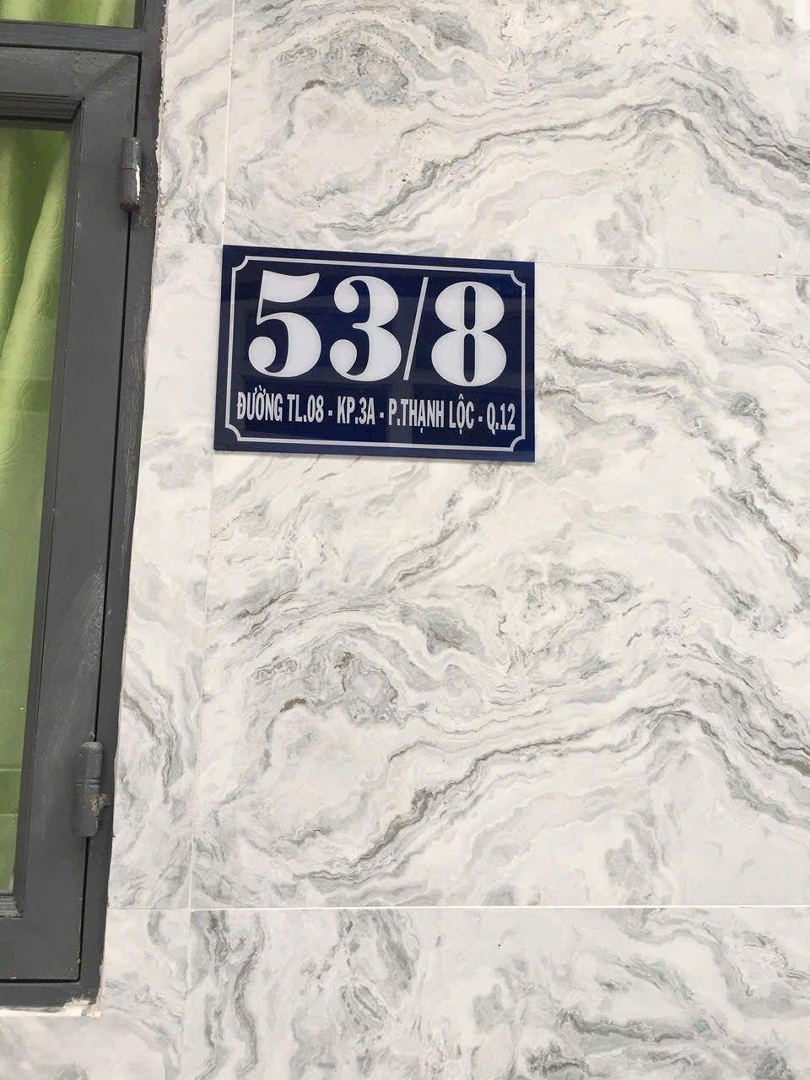 53/8
ĐƯỜNG TL.08 - KP.3A - P.THẠNH LỘC - Q.12